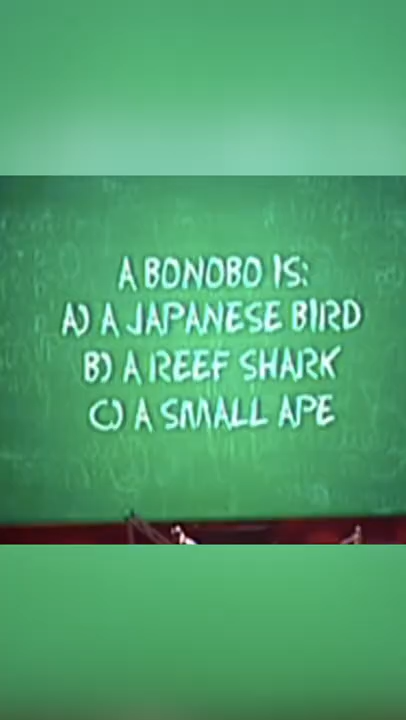 A BONOBO IS:
A) A JAPANESE BIRD
B) A REEF SHARK
C) A SMALL APE